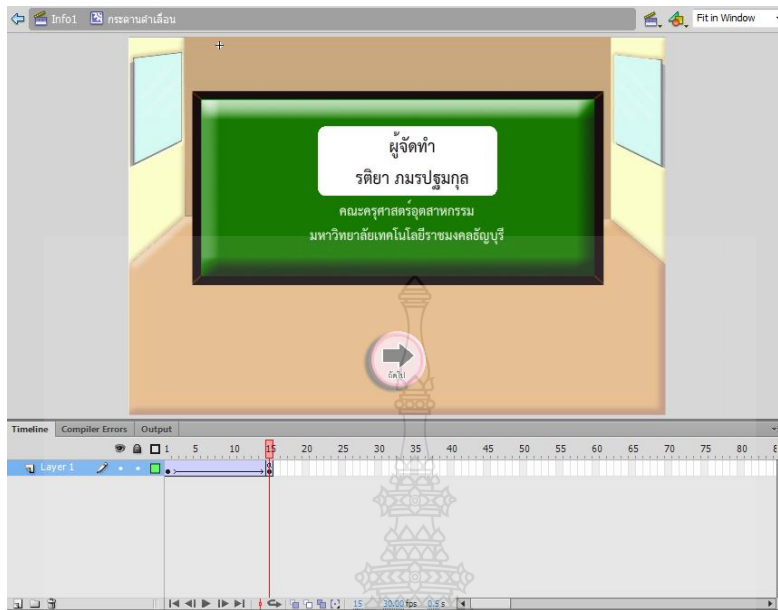 Info1 กระดานดำเลื่อน Fit in Window
ผู้จัดทำ
รติยา ภมรปฐมกุล
คณะครุศาสตร์อุตสาหกรรม
มหาวิทยาลัยเทคโนโลยีราชมงคลธัญบุรี
ถัดไป
Timeline Compiler Errors Output
1 5 10 15 20 25 30 35 40 45 50 55 60 65 70 75 80
Layer 1
15 30.00 fps 0.5 s